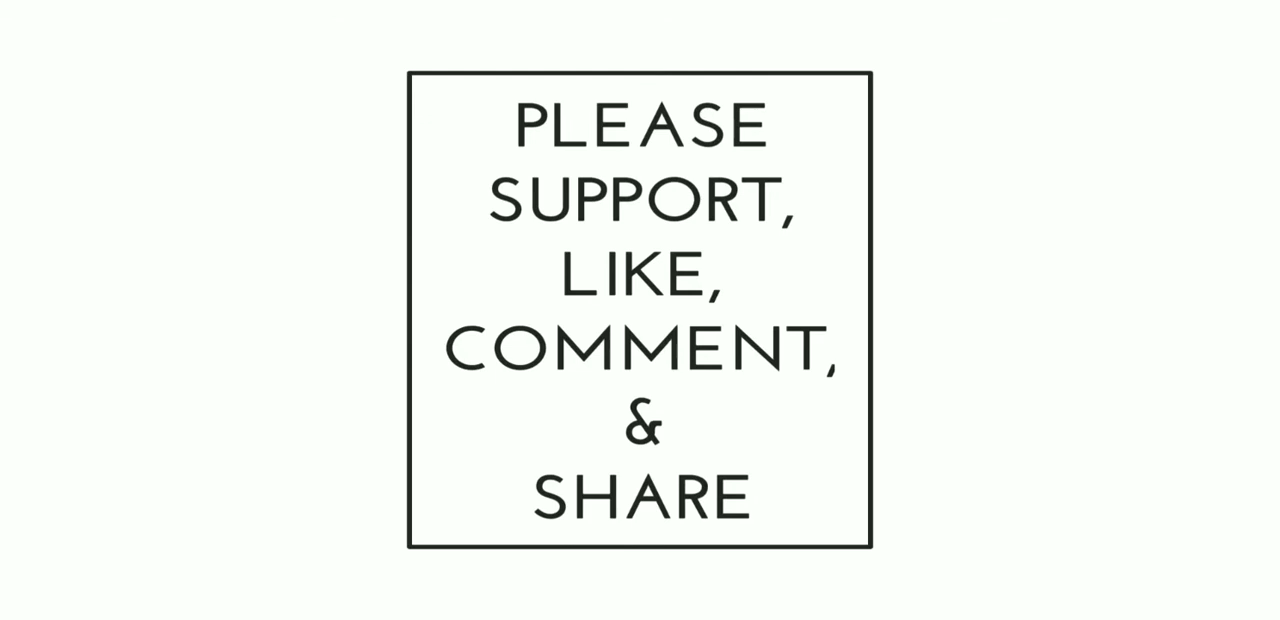 PLEASE
SUPPORT,
LIKE,
COMMENT,
&
SHARE